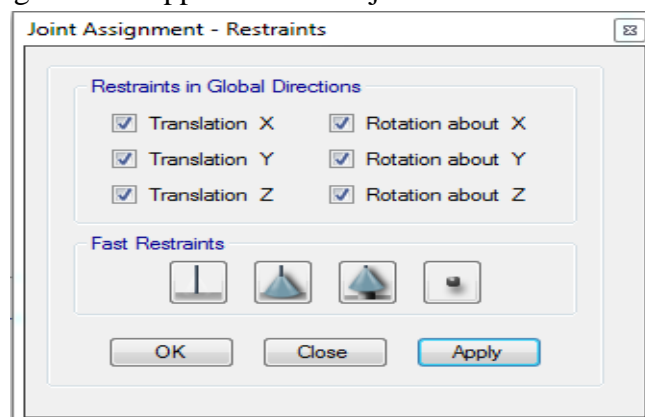 Joint Assignment - Restraints
Restraints in Global Directions
Translation X
Rotation about X
Translation Y
Rotation about Y
Translation Z
Rotation about Z
Fast Restraints
OK
Close
Apply